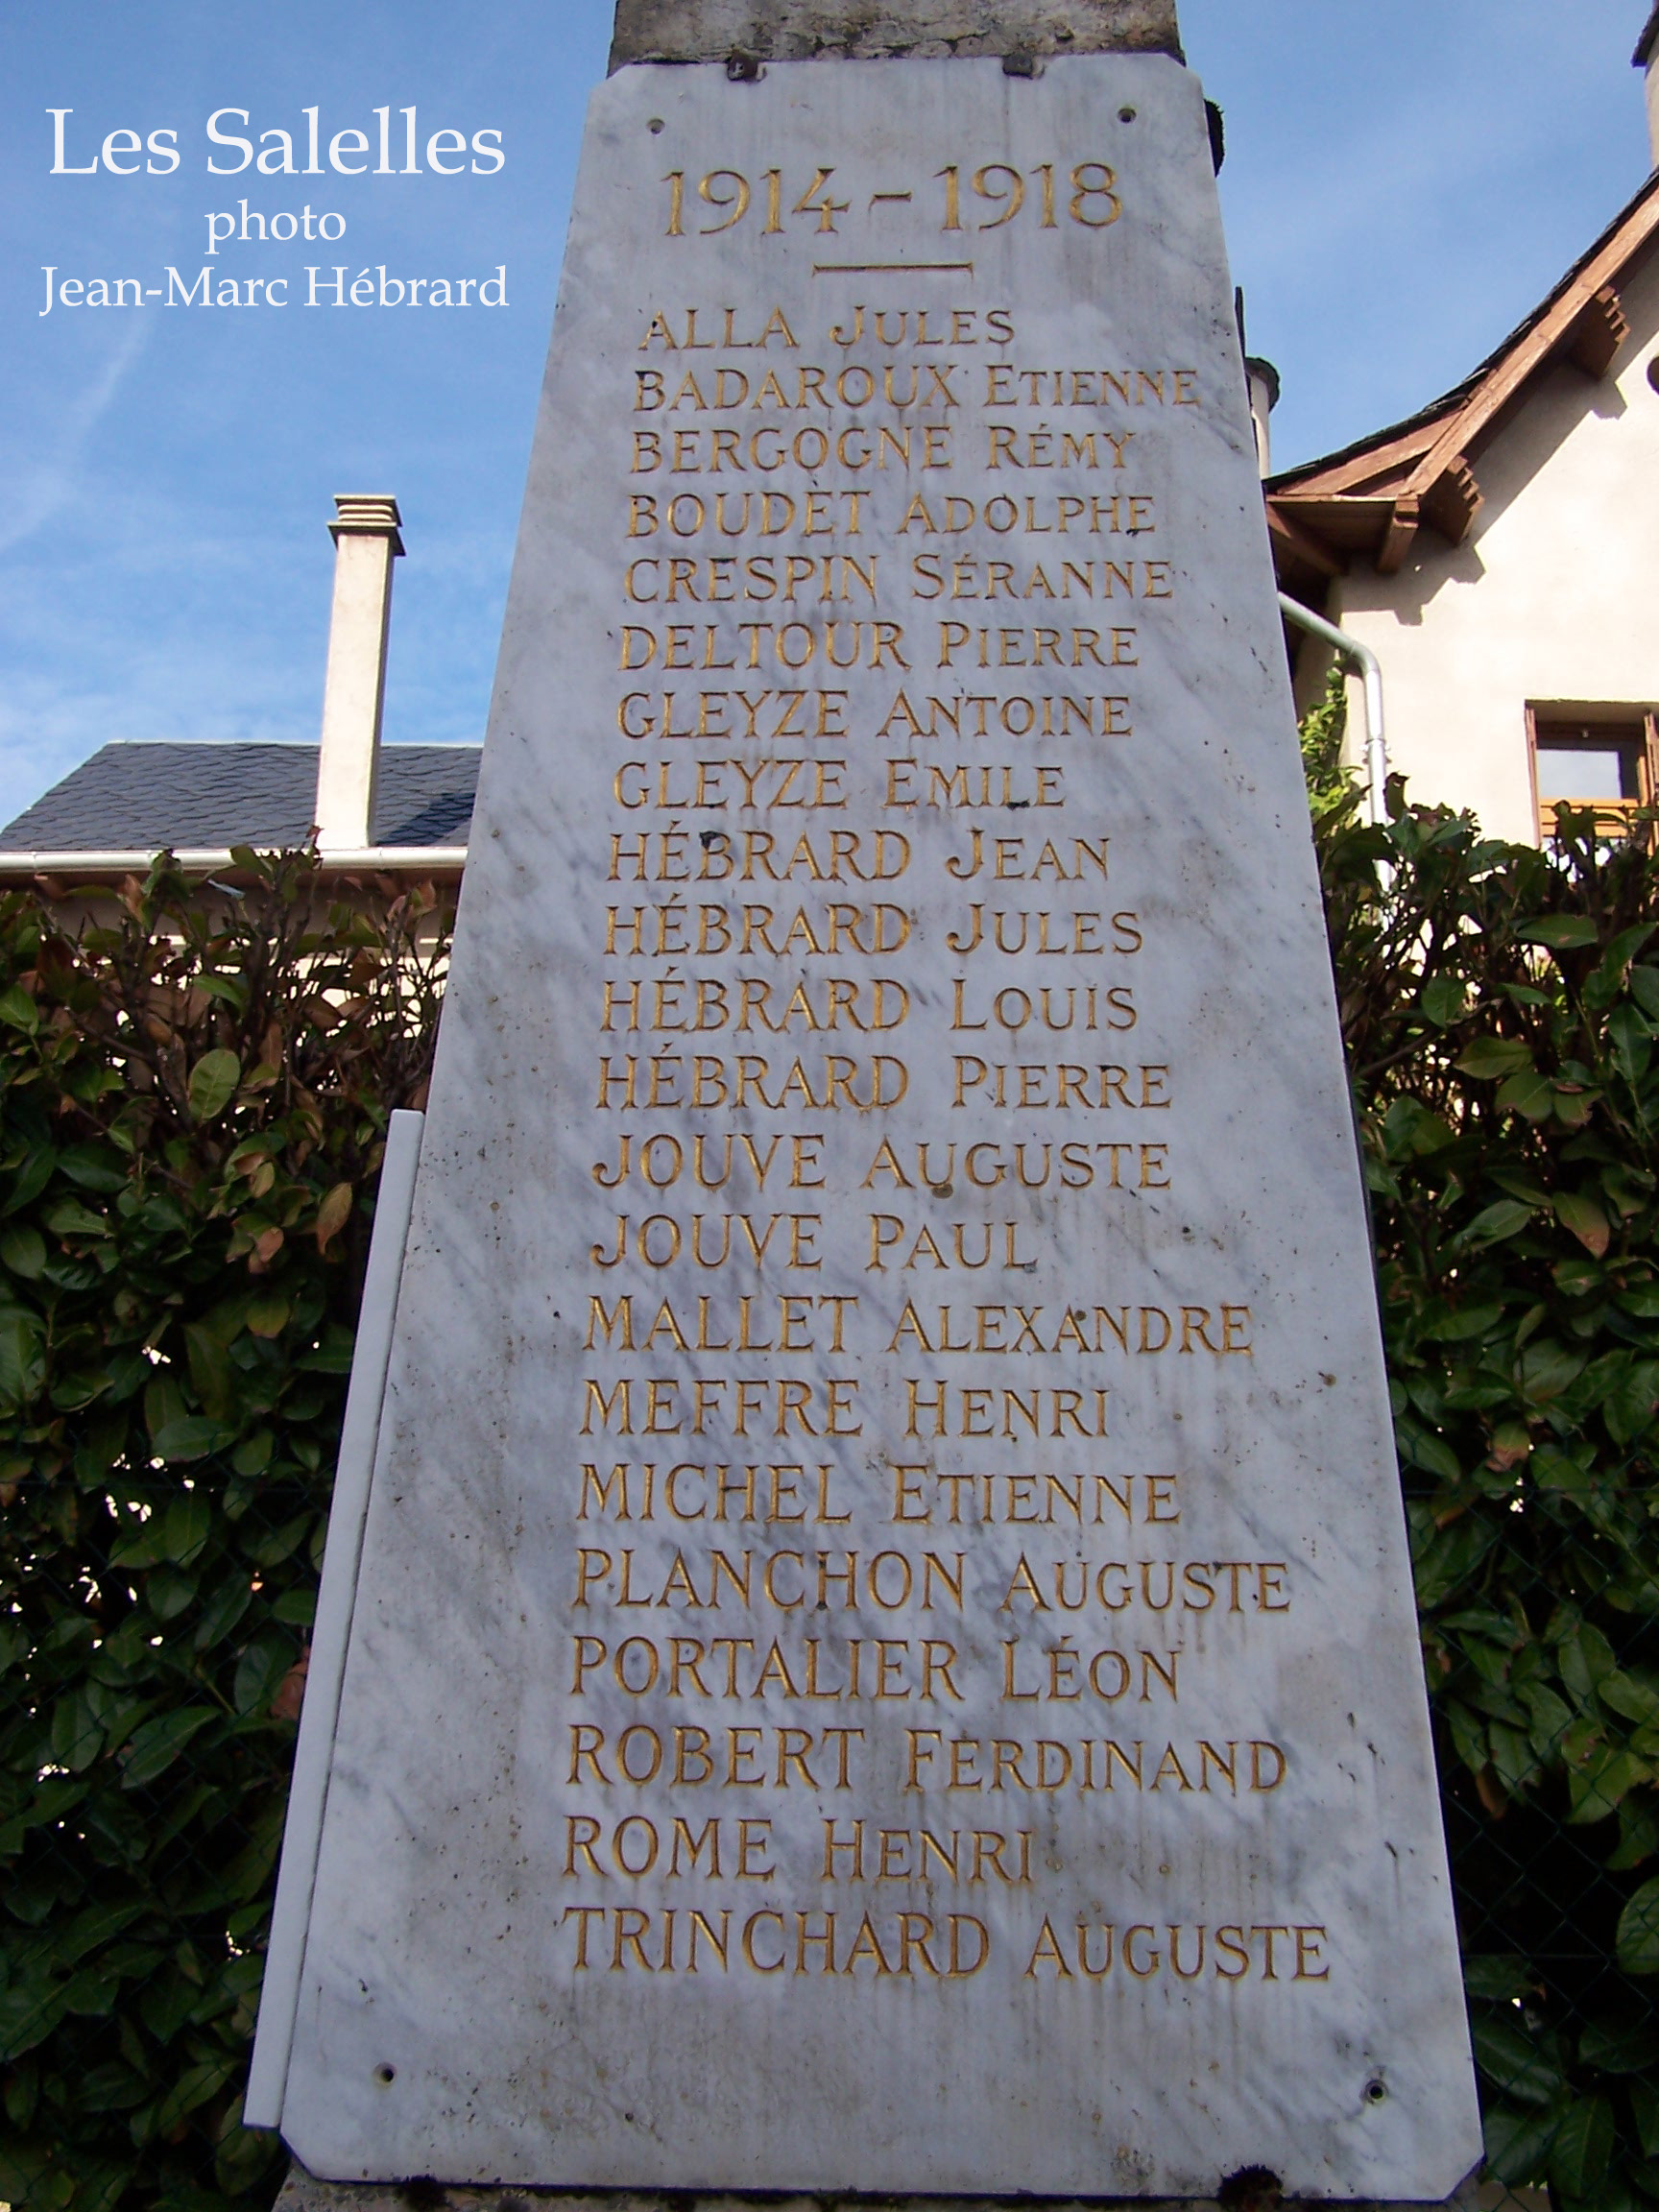 Les Salelles
photo
Jean-Marc Hébrard
1914-1918
ALLA JULES
BADAROUX ETIENNE
BERGOGNE RÉMY
BOUDET ADOLPHE
CRESPIN SÉRANNE
DELTOUR PIERRE
GLEYZE ANTOINE
GLEYZE EMILE
HÉBRARD JEAN
HÉBRARD JULES
HÉBRARD LOUIS
HÉBRARD PIERRE
JOUVE AUGUSTE
JOUVE PAUL
MALLET ALEXANDRE
MEFFRE HENRI
MICHEL ETIENNE
PLANCHON AUGUSTE
PORTALIER LÉON
ROBERT FERDINAND
ROME HENRI
TRINCHARD AUGUSTE